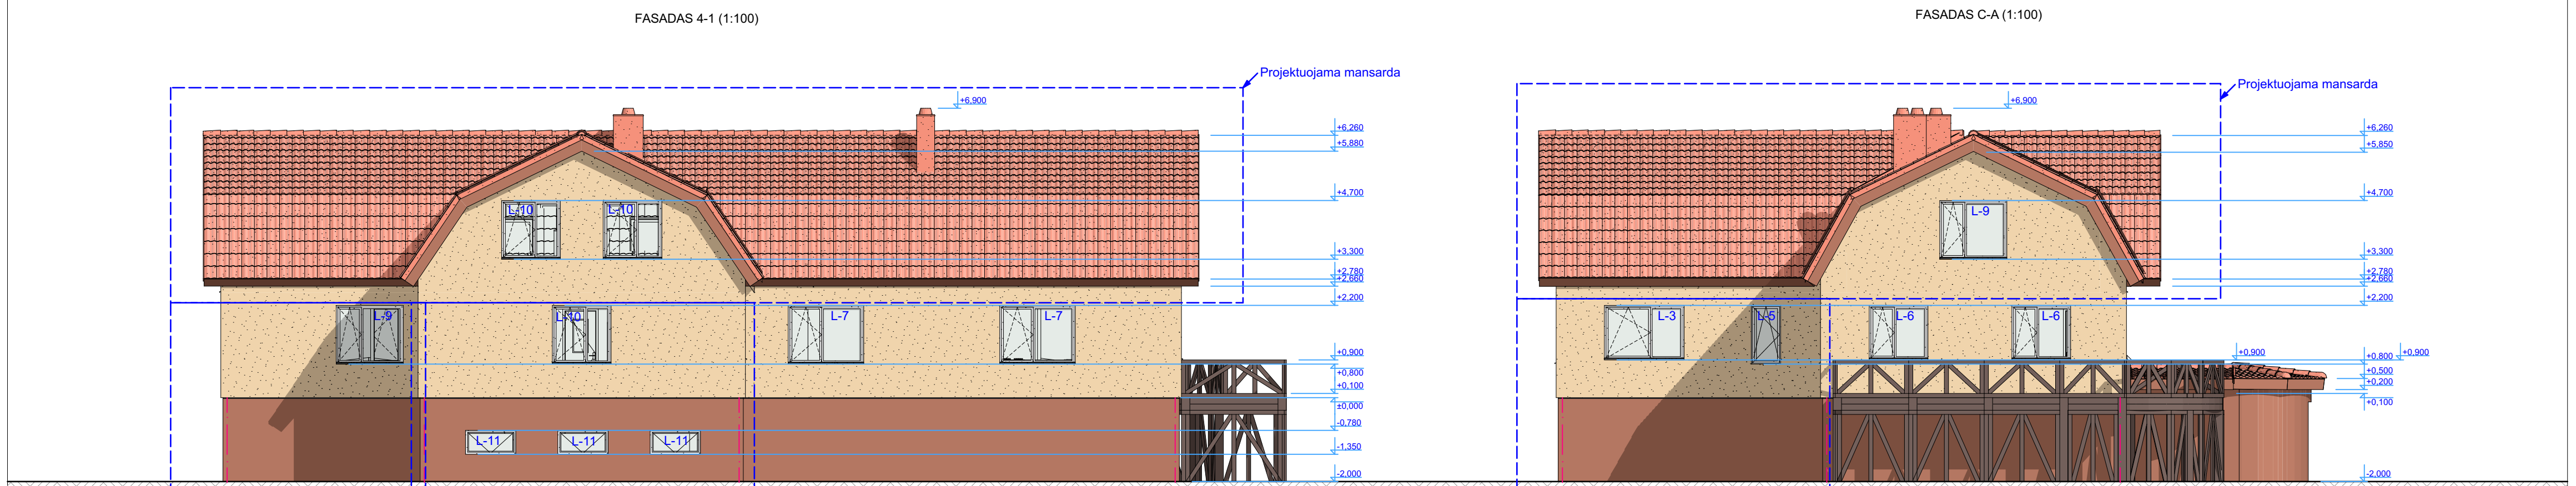 FASADAS 4-1 (1:100)
Projektuojama mansarda
+6,900
+6,260
+5,880
+4,700
L-10
L-10
+3,300
+2,780
+2,660
+2,200
L-9
L-10
L-7
L-7
+0,900
+0,800
+0,100
±0,000
-0,780
L-11
L-11
L-11
-1,350
-2,000
FASADAS C-A (1:100)
Projektuojama mansarda
+6,900
+6,260
+5,850
+4,700
L-9
+3,300
+2,780
+2,660
+2,200
L-3
L-5
L-6
L-6
+0,900
+0,800
+0,900
+0,500
+0,200
+0,100
-2,000